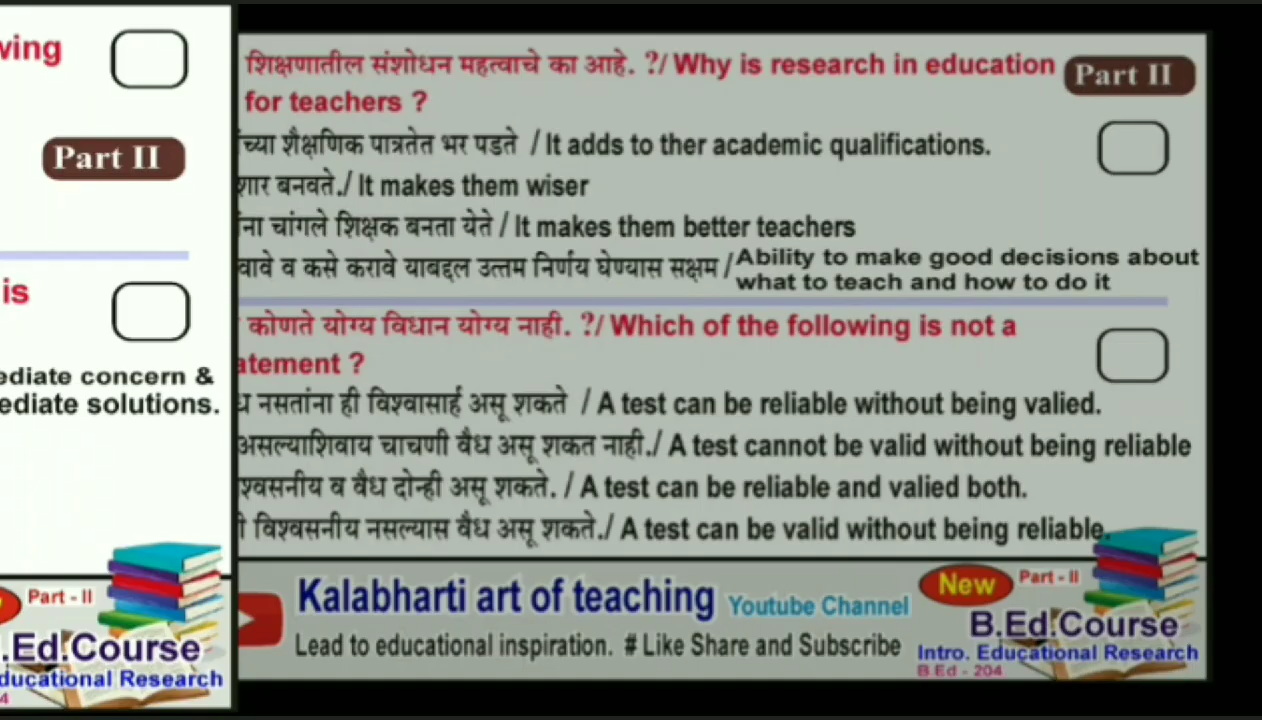 wing
Part II
is
ediate concern &
ediate solutions.
Part - II
.Ed.Course
ducational Research
4
शिक्षणातील संशोधन महत्वाचे का आहे. ?/ Why is research in education
for teachers ?
Part II
च्या शैक्षणिक पात्रतेत भर पडते / It adds to ther academic qualifications.
शार बनवते./ It makes them wiser
ंना चांगले शिक्षक बनता येते / It makes them better teachers
वावे व कसे करावे याबद्दल उत्तम निर्णय घेण्यास सक्षम / Ability to make good decisions about
what to teach and how to do it
कोणते योग्य विधान योग्य नाही. ?/ Which of the following is not a
atement ?
ध नसतांना ही विश्वासार्ह असू शकते / A test can be reliable without being valied.
असल्याशिवाय चाचणी वैध असू शकत नाही./ A test cannot be valid without being reliable
श्वसनीय व वैध दोन्ही असू शकते. / A test can be reliable and valied both.
ी विश्वसनीय नसल्यास वैध असू शकते./ A test can be valid without being reliable.
Kalabharti art of teaching Youtube Channel
Lead to educational inspiration. # Like Share and Subscribe
New Part - II
B.Ed.Course
Intro. Educational Research
B.Ed - 204